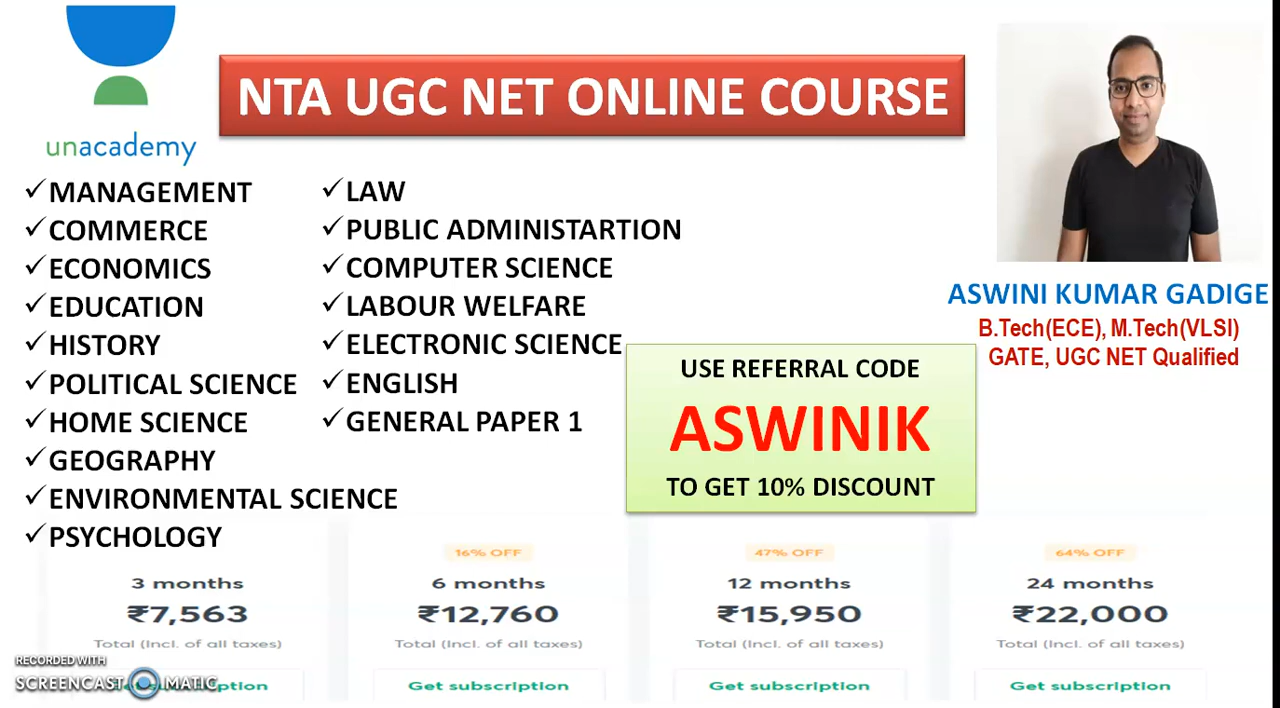 unacademy
NTA UGC NET ONLINE COURSE
MANAGEMENT
COMMERCE
ECONOMICS
EDUCATION
HISTORY
POLITICAL SCIENCE
HOME SCIENCE
GEOGRAPHY
ENVIRONMENTAL SCIENCE
PSYCHOLOGY
LAW
PUBLIC ADMINISTARTION
COMPUTER SCIENCE
LABOUR WELFARE
ELECTRONIC SCIENCE
ENGLISH
GENERAL PAPER 1
USE REFERRAL CODE
ASWINIK
TO GET 10% DISCOUNT
ASWINI KUMAR GADIGE
B.Tech(ECE), M.Tech(VLSI)
GATE, UGC NET Qualified
3 months
₹7,563
Total (Incl. of all taxes)
16% OFF
6 months
₹12,760
Total (Incl. of all taxes)
Get subscription
47% OFF
12 months
₹15,950
Total (Incl. of all taxes)
Get subscription
64% OFF
24 months
₹22,000
Total (Incl. of all taxes)
Get subscription
RECORDED WITH
SCREENCAST MATIC